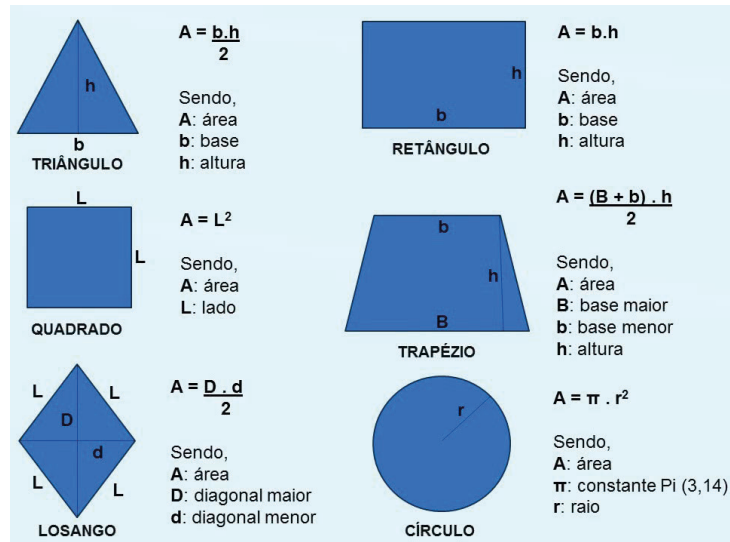 A = b.h
2
Sendo,
A: área
b: base
h: altura
h
b
TRIÂNGULO
A = b.h
Sendo,
A: área
b: base
h: altura
h
b
RETÂNGULO
L
L
A = L²
Sendo,
A: área
L: lado
QUADRADO
A = (B + b) . h
2
Sendo,
A: área
B: base maior
b: base menor
h: altura
b
h
B
TRAPÉZIO
L
L
D
d
L
L
A = D . d
2
Sendo,
A: área
D: diagonal maior
d: diagonal menor
LOSANGO
r
A = π . r²
Sendo,
A: área
π: constante Pi (3,14)
r: raio
CÍRCULO